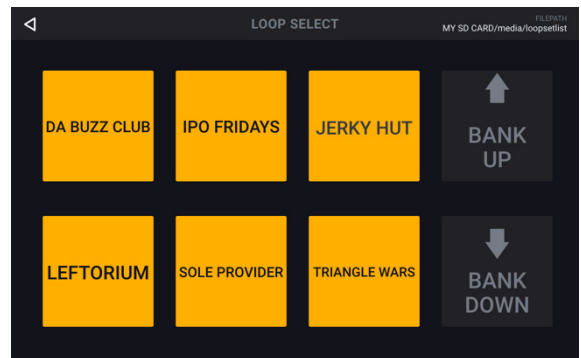 LOOP SELECT
FILEPATH
MY SD CARD/media/loopsetlist
DA BUZZ CLUB
IPO FRIDAYS
JERKY HUT
BANK
UP
LEFTORIUM
SOLE PROVIDER
TRIANGLE WARS
BANK
DOWN